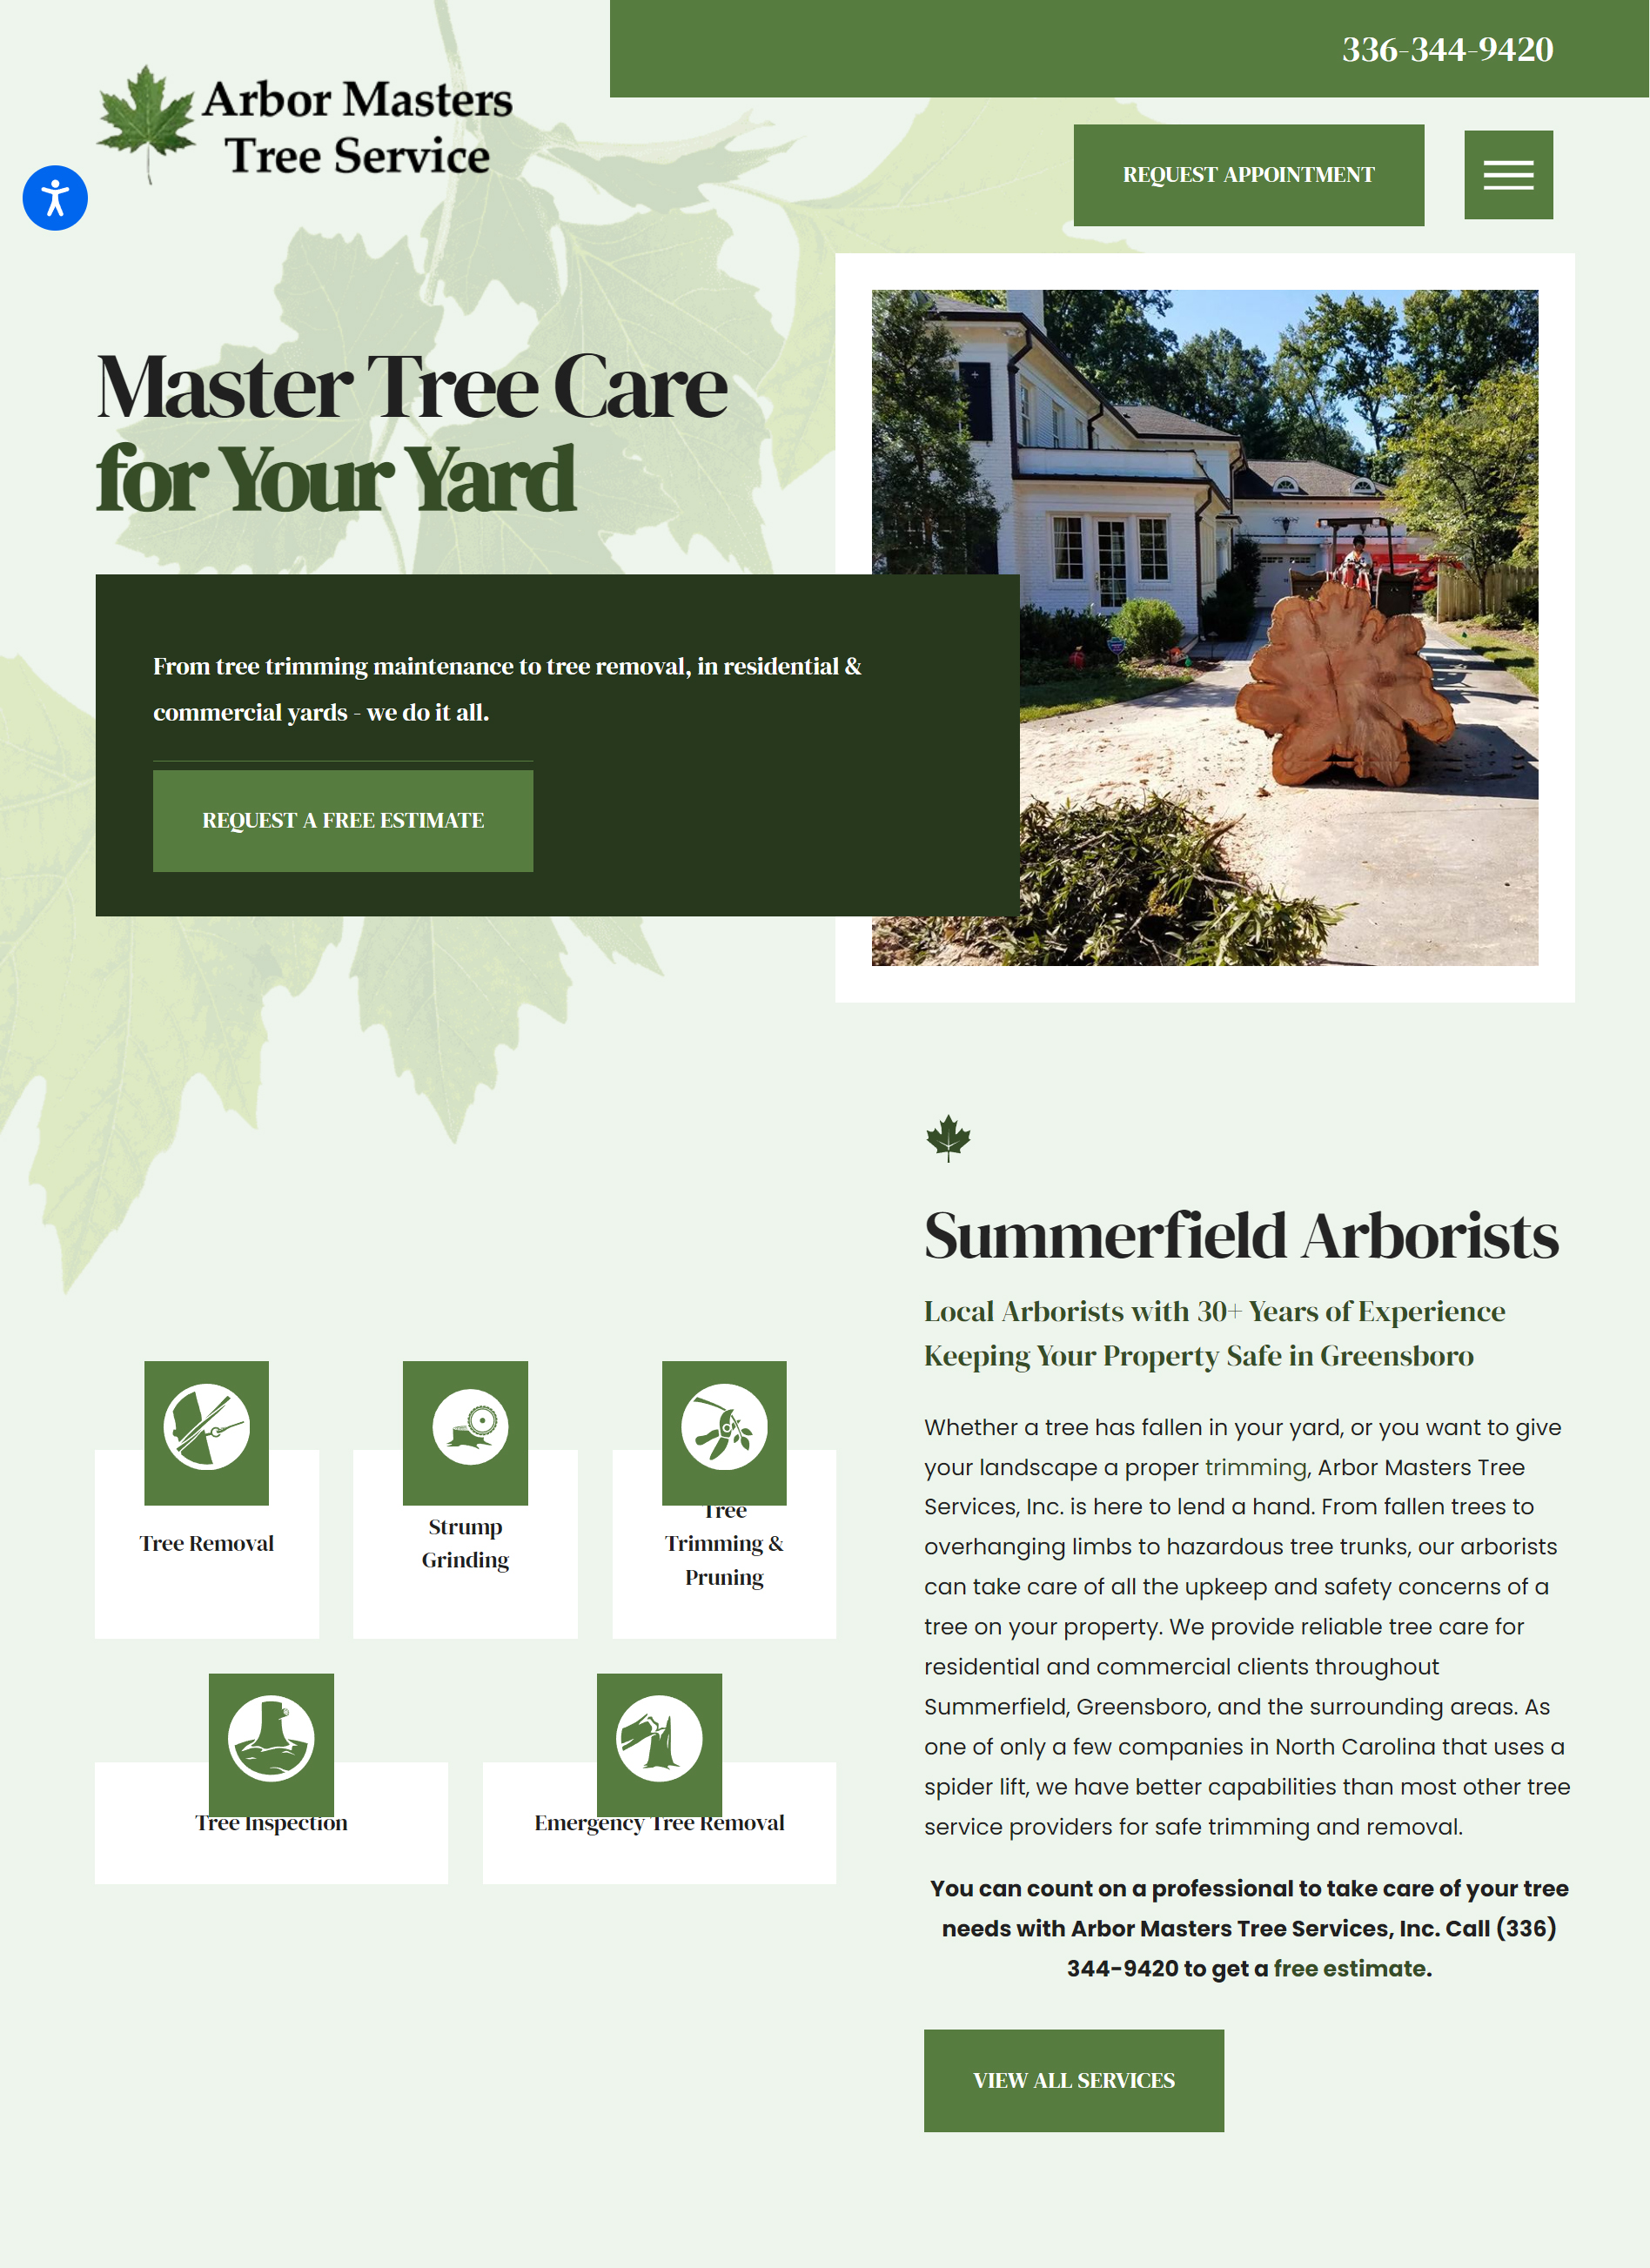 336-344-9420
Arbor Masters
Tree Service
REQUEST APPOINTMENT
Master Tree Care
for Your Yard
From tree trimming maintenance to tree removal, in residential &
commercial yards - we do it all.
REQUEST A FREE ESTIMATE
Summerfield Arborists
Local Arborists with 30+ Years of Experience
Keeping Your Property Safe in Greensboro
Whether a tree has fallen in your yard, or you want to give
your landscape a proper trimming, Arbor Masters Tree
Services, Inc. is here to lend a hand. From fallen trees to
overhanging limbs to hazardous tree trunks, our arborists
can take care of all the upkeep and safety concerns of a
tree on your property. We provide reliable tree care for
residential and commercial clients throughout
Summerfield, Greensboro, and the surrounding areas. As
one of only a few companies in North Carolina that uses a
spider lift, we have better capabilities than most other tree
service providers for safe trimming and removal.
You can count on a professional to take care of your tree
needs with Arbor Masters Tree Services, Inc. Call (336)
344-9420 to get a free estimate.
VIEW ALL SERVICES
Tree Removal
Strump
Grinding
Tree
Trimming &
Pruning
Tree Inspection
Emergency Tree Removal